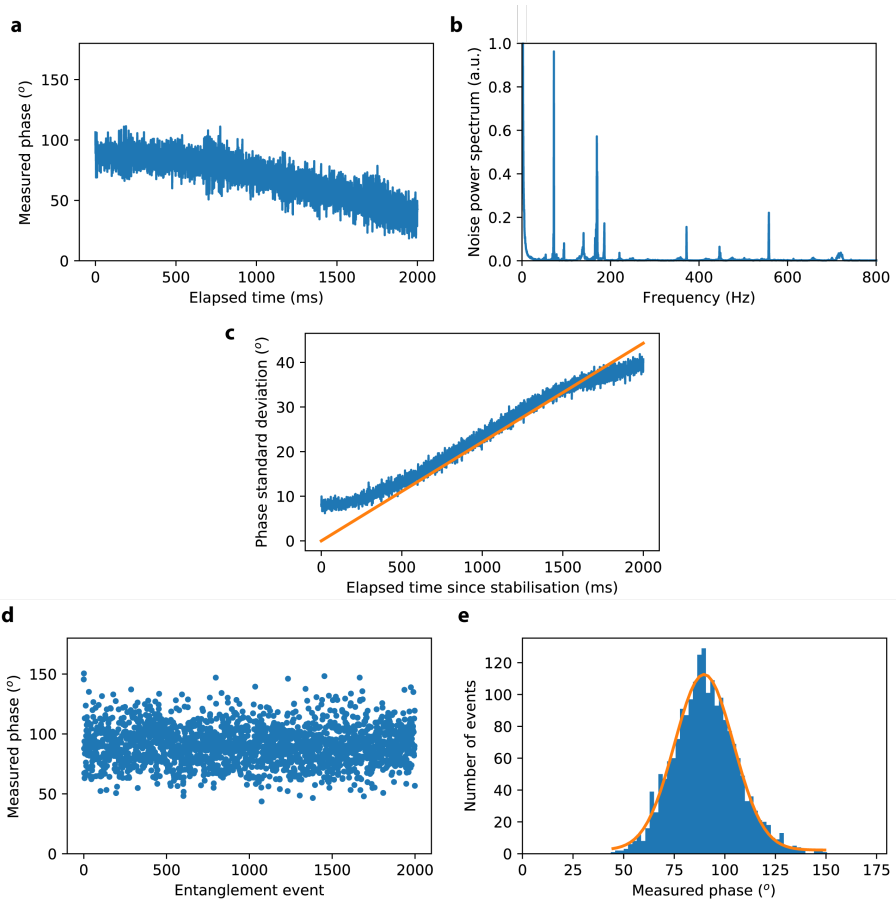 a
Measured phase (°)
150
100
50
0
0 500 1000 1500 2000
Elapsed time (ms)
b
Noise power spectrum (a.u.)
1.0
0.8
0.6
0.4
0.2
0.0
0 200 400 600 800
Frequency (Hz)
c
Phase standard deviation (°)
40
30
20
10
0
0 500 1000 1500 2000
Elapsed time since stabilisation (ms)
d
Measured phase (°)
150
100
50
0
0 500 1000 1500 2000
Entanglement event
e
Number of events
120
100
80
60
40
20
0
0 25 50 75 100 125 150 175
Measured phase (°)